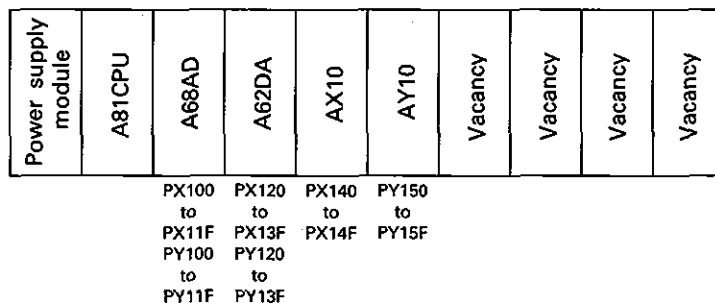 Power supply
module
A81CPU
A68AD
A62DA
AX10
AY10
Vacancy
Vacancy
Vacancy
Vacancy
PX100
to
PX11F
PY100
to
PY11F
PX120
to
PX13F
PY120
to
PY13F
PX140
to
PX14F
PY150
to
PY15F